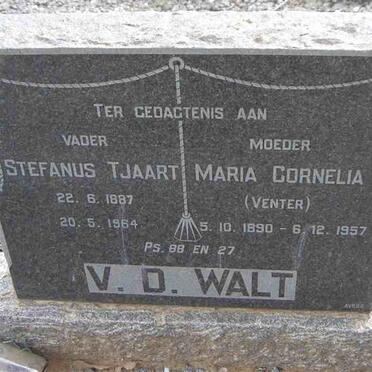 TER GEDACTENIS AAN
VADER MOEDER
STEFANUS TJAART MARIA CORNELIA
22. 6. 1887 (VENTER)
20. 5. 1964 5. 10. 1890 - 6. 12. 1957
PS. 88 EN 27
V. D. WALT